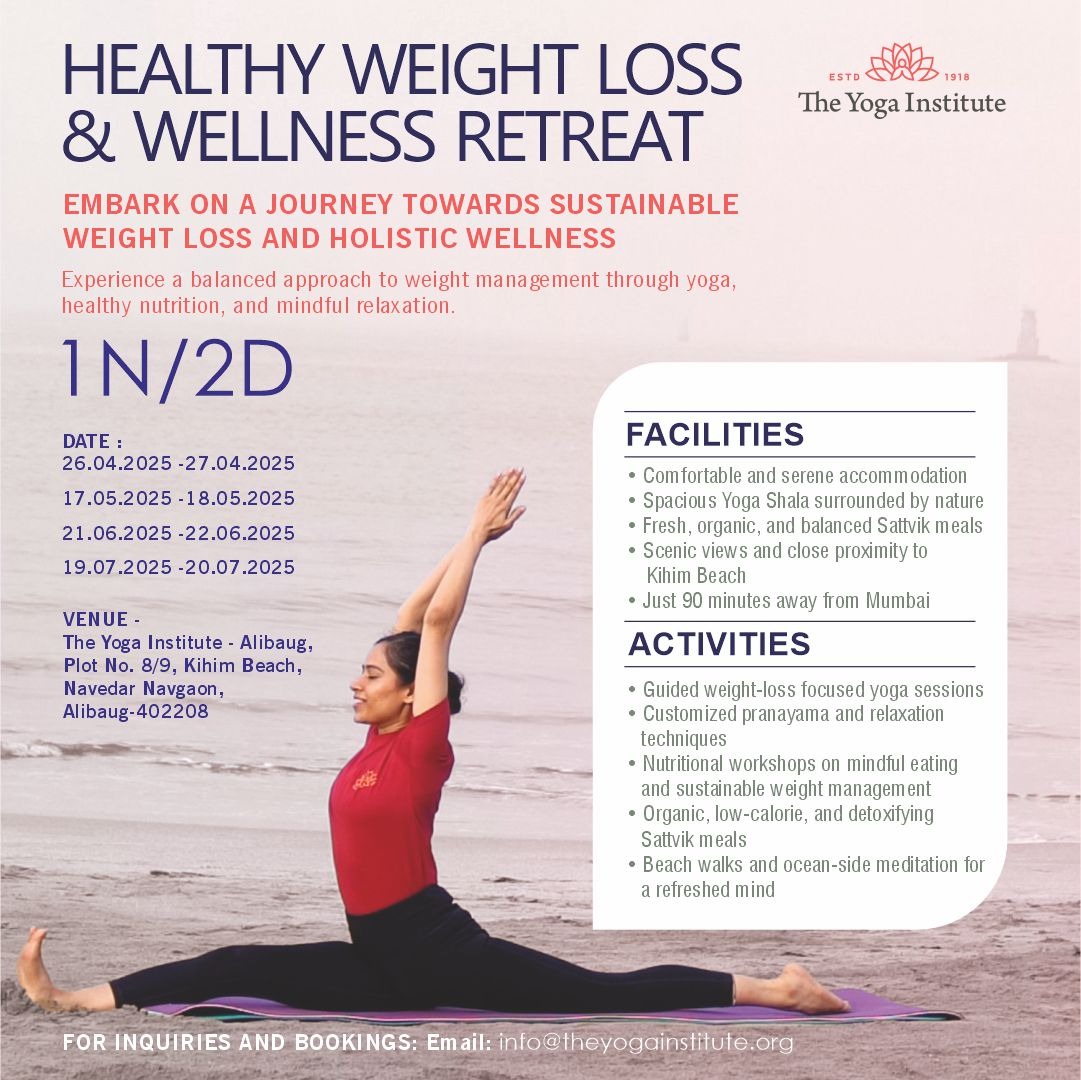 HEALTHY WEIGHT LOSS
& WELLNESS RETREAT
ESTD 1918
The Yoga Institute
EMBARK ON A JOURNEY TOWARDS SUSTAINABLE
WEIGHT LOSS AND HOLISTIC WELLNESS
Experience a balanced approach to weight management through yoga,
healthy nutrition, and mindful relaxation.
1N/2D
DATE :
26.04.2025 -27.04.2025
17.05.2025 -18.05.2025
21.06.2025 -22.06.2025
19.07.2025 -20.07.2025
VENUE -
The Yoga Institute - Alibaug,
Plot No. 8/9, Kihim Beach,
Navedar Navgaon,
Alibaug-402208
FACILITIES
• Comfortable and serene accommodation
• Spacious Yoga Shala surrounded by nature
• Fresh, organic, and balanced Sattvik meals
• Scenic views and close proximity to
Kihim Beach
• Just 90 minutes away from Mumbai
ACTIVITIES
• Guided weight-loss focused yoga sessions
• Customized pranayama and relaxation
techniques
• Nutritional workshops on mindful eating
and sustainable weight management
• Organic, low-calorie, and detoxifying
Sattvik meals
• Beach walks and ocean-side meditation for
a refreshed mind
FOR INQUIRIES AND BOOKINGS: Email: info@theyogainstitute.org